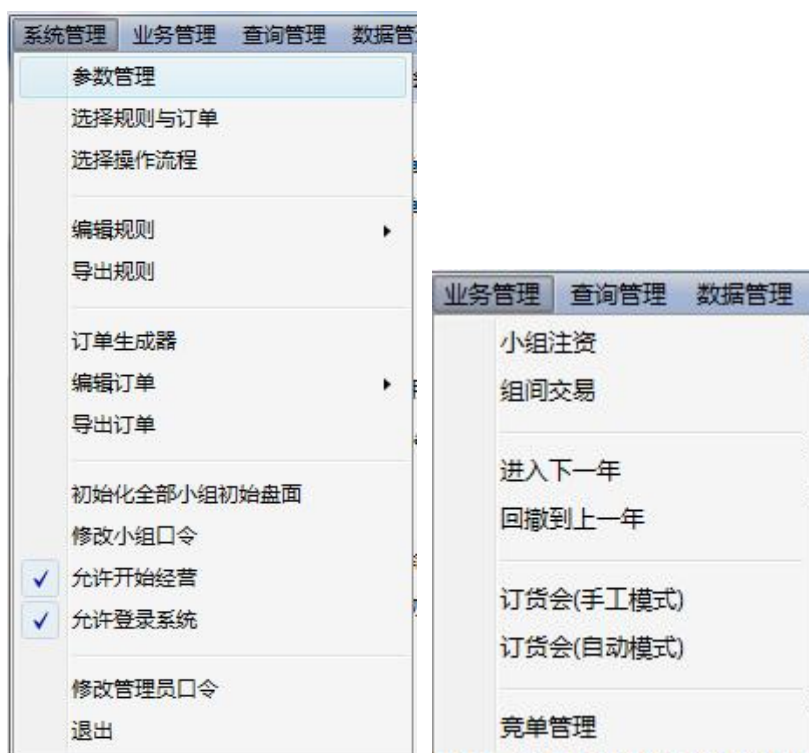 系统管理 业务管理 查询管理 数据管
参数管理
选择规则与订单
选择操作流程
编辑规则
导出规则
订单生成器
编辑订单
导出订单
初始化全部小组初始盘面
修改小组口令
允许开始经营
允许登录系统
修改管理员口令
退出
业务管理 查询管理 数据管理
小组注资
组间交易
进入下一年
回撤到上一年
订货会(手工模式)
订货会(自动模式)
竞单管理